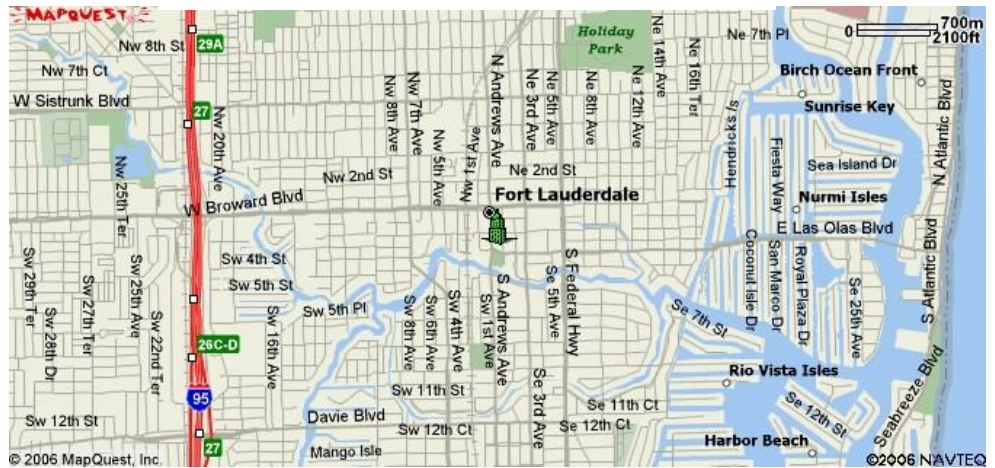 MAPQUEST
700m
0
2100ft
Nw 8th St
29A
Nw 7th Ct
W Sistrunk Blvd
27
Nw 20th Ave
Nw 25th Ter
Nw 8th Ave
Nw 7th Ave
Nw 5th Ave
Nw 1st Ave
N Andrews Ave
Ne 3rd Ave
Ne 5th Ave
Ne 8th Ave
Holiday
Park
Ne 12th Ave
Ne 14th Ave
Ne 16th Ter
Ne 7th Pl
Birch Ocean Front
Sunrise Key
Hendricks Is
Fiesta Way
Sea Island Dr
N Atlantic Blvd
Nw 2nd St
Ne 2nd St
Fort Lauderdale
Nurmi Isles
W Broward Blvd
E Las Olas Blvd
Sw 4th St
Sw 5th St
Sw 5th Pl
Sw 29th Ter
Sw 28th Dr
Sw 27th Ter
Sw 25th Ave
Sw 22nd Ter
Sw 16th Ave
Sw 8th Ave
Sw 6th Ave
Sw 4th Ave
Sw 1st Ave
S Andrews Ave
Se 5th Ave
S Federal Hwy
Coconut Isle Dr
San Marco Dr
Royal Plaza Dr
Se 25th Ave
S Atlantic Blvd
Se 7th St
26C-D
95
Rio Vista Isles
Sw 11th St
Se 3rd Ave
Se 11th Ct
Se 12th St
Seabreeze Blvd
Sw 12th St
Davie Blvd
Sw 12th Ct
Se 12th Ct
Harbor Beach
27
Mango Isle
© 2006 MapQuest, Inc.
©2006 NAVTEQ